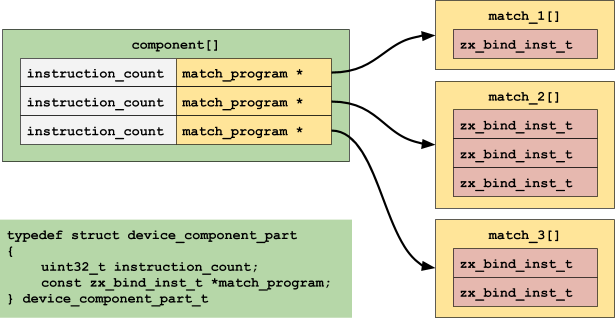 component[]
instruction_count match_program *
instruction_count match_program *
instruction_count match_program *
match_1[]
zx_bind_inst_t
match_2[]
zx_bind_inst_t
zx_bind_inst_t
zx_bind_inst_t
match_3[]
zx_bind_inst_t
zx_bind_inst_t
typedef struct device_component_part
{
uint32_t instruction_count;
const zx_bind_inst_t *match_program;
} device_component_part_t